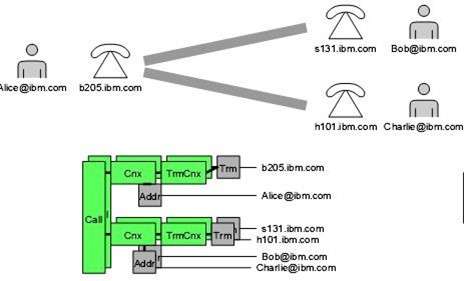 s131.ibm.com Bob@ibm.com
Alice@ibm.com b205.ibm.com
h101.ibm.com Charlie@ibm.com
Cnx TrmCnx Trm b205.ibm.com
Addr Alice@ibm.com
Call
s131.ibm.com
Cnx TrmCnx Trm h101.ibm.com
Bob@ibm.com
Addr Charlie@ibm.com